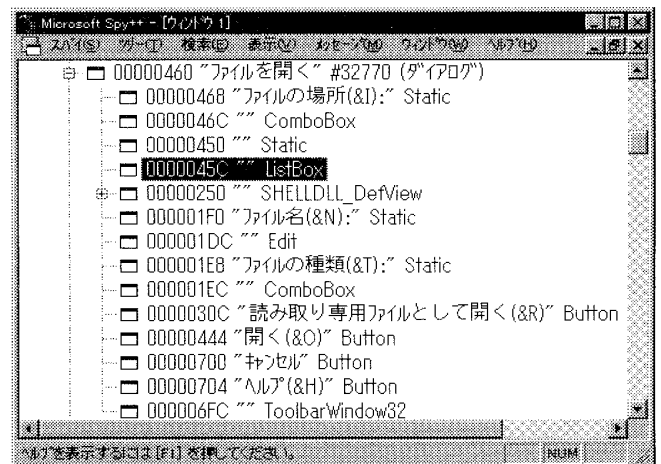 Microsoft Spy++ - [ウィンドウ 1]
スパイ(S) ツリー(T) 検索(E) 表示(V) メッセージ(M) ウィンドウ(W) ヘルプ(H)
00000460 "ファイルを開く" #32770 (ダイアログ)
00000468 "ファイルの場所(&I):" Static
0000046C "" ComboBox
00000450 "" Static
0000045C "" ListBox
00000250 "" SHELLDLL_DefView
000001F0 "ファイル名(&N):" Static
000001DC "" Edit
000001E8 "ファイルの種類(&T):" Static
000001EC "" ComboBox
0000030C "読み取り専用ファイルとして開く(&R)" Button
00000444 "開く(&O)" Button
00000700 "キャンセル" Button
00000704 "ヘルプ(&H)" Button
000006FC "" ToolbarWindow32
ヘルプを表示するには [F1] を押してください。 NUM